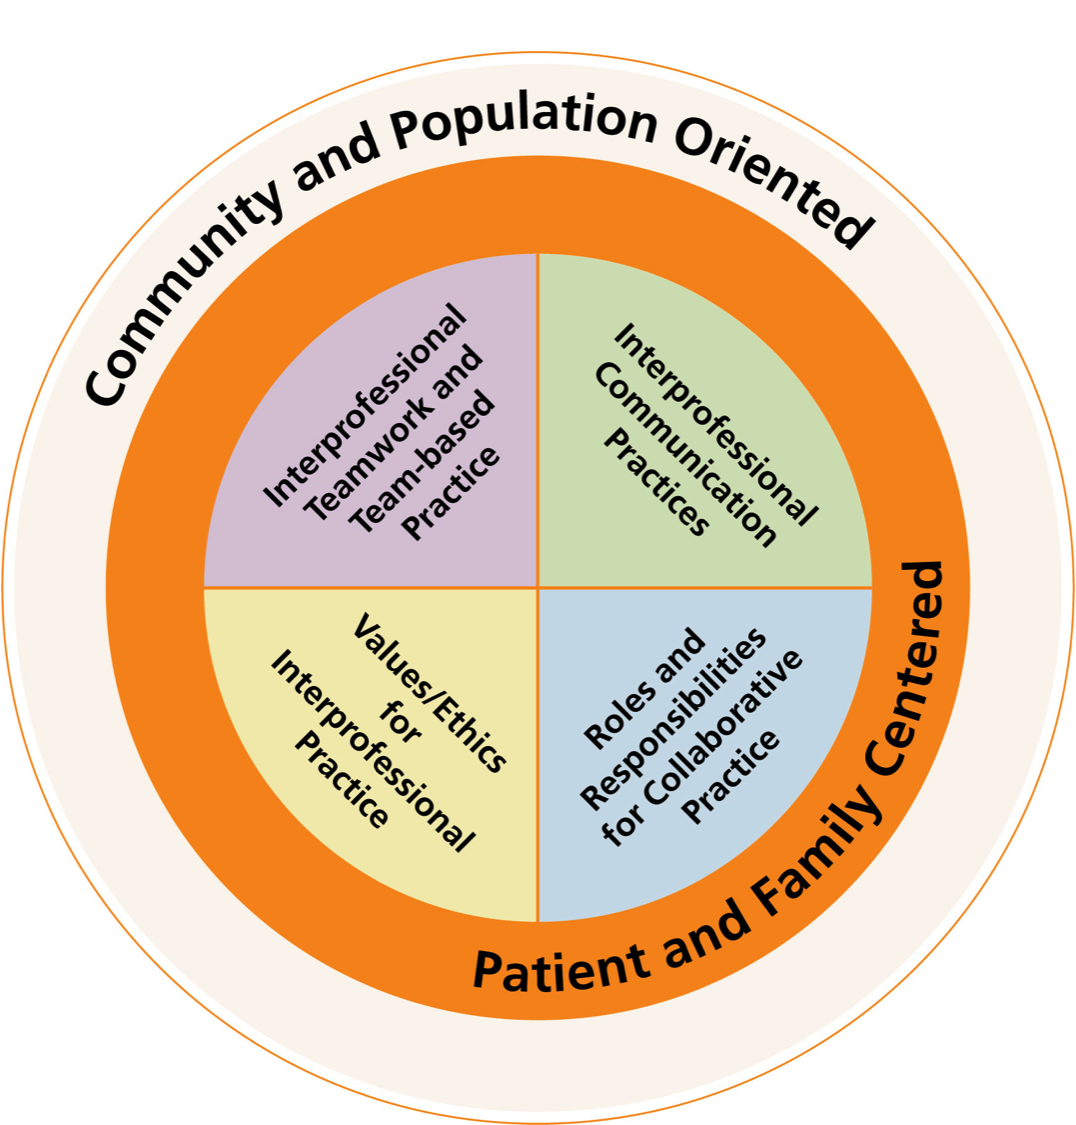 Community and Population Oriented
Interprofessional
Teamwork and
Team-based
Practice
Interprofessional
Communication
Practices
Values/Ethics
for
Interprofessional
Practice
Roles and
Responsibilities
for Collaborative
Practice
Patient and Family Centered